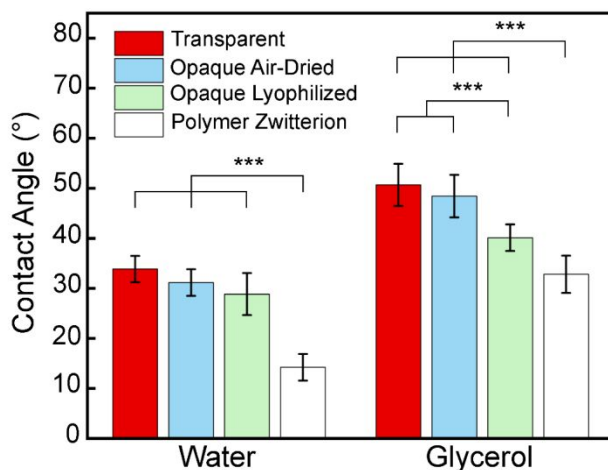 80
70
60
50
40
30
20
10
0
Contact Angle (°)
Transparent
Opaque Air-Dried
Opaque Lyophilized
Polymer Zwitterion
***
***
***
Water
Glycerol